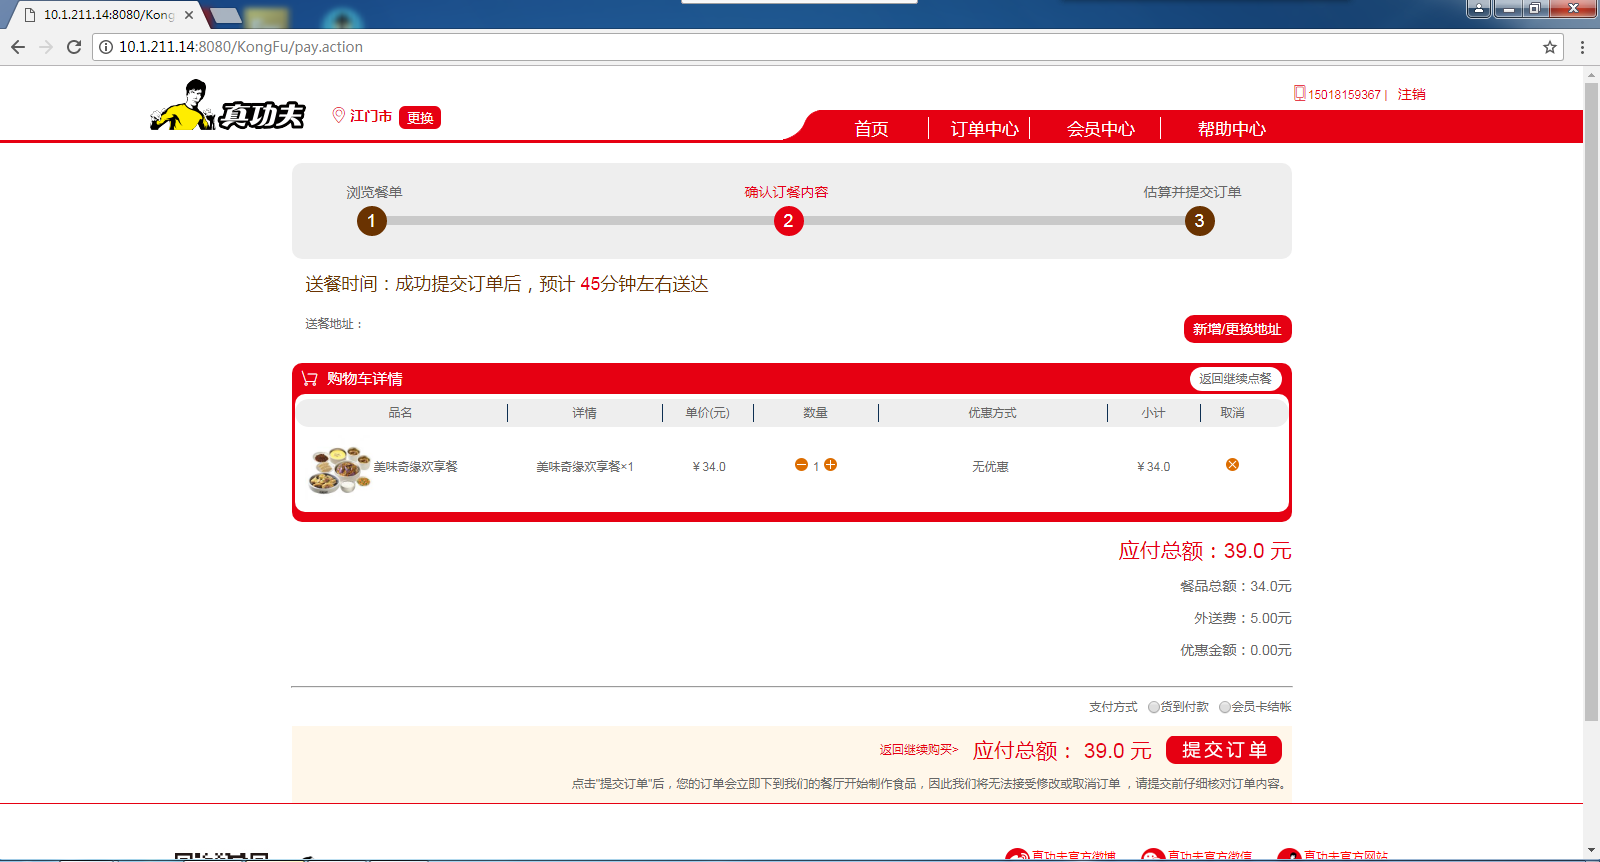 10.1.211.14:8080/Kong
10.1.211.14:8080/KongFu/pay.action
15018159367 | 注销
真功夫 江门市 更换
首页 订单中心 会员中心 帮助中心
浏览餐单 确认订餐内容 估算并提交订单
1 2 3
送餐时间：成功提交订单后，预计 45分钟左右送达
送餐地址：
新增/更换地址
购物车详情 返回继续点餐
品名 详情 单价(元) 数量 优惠方式 小计 取消
美味奇缘欢享餐 美味奇缘欢享餐×1 ￥34.0 1 无优惠 ￥34.0
应付总额：39.0 元
餐品总额：34.0元
外送费：5.00元
优惠金额：0.00元
支付方式 货到付款 会员卡结帐
返回继续购买> 应付总额： 39.0 元 提交订单
点击"提交订单"后，您的订单会立即下到我们的餐厅开始制作食品，因此我们将无法接受修改或取消订单 ，请提交前仔细核对订单内容。
真功夫官方微博 真功夫官方微信 真功夫官方网站